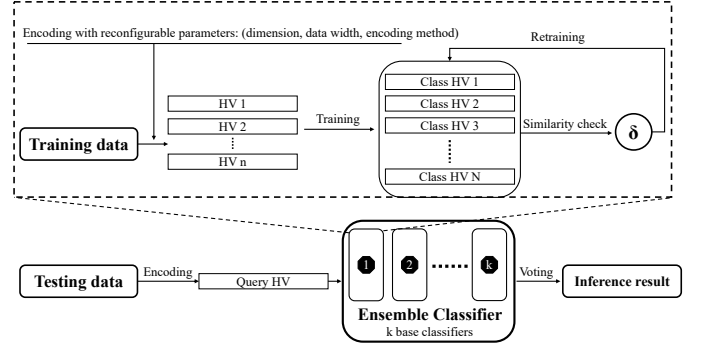 Encoding with reconfigurable parameters: (dimension, data width, encoding method)
Retraining
Class HV 1
HV 1
Class HV 2
Training
HV 2
Class HV 3
Similarity check
δ
Training data
HV n
Class HV N
1
2
k
Testing data
Encoding
Query HV
Voting
Inference result
Ensemble Classifier
k base classifiers